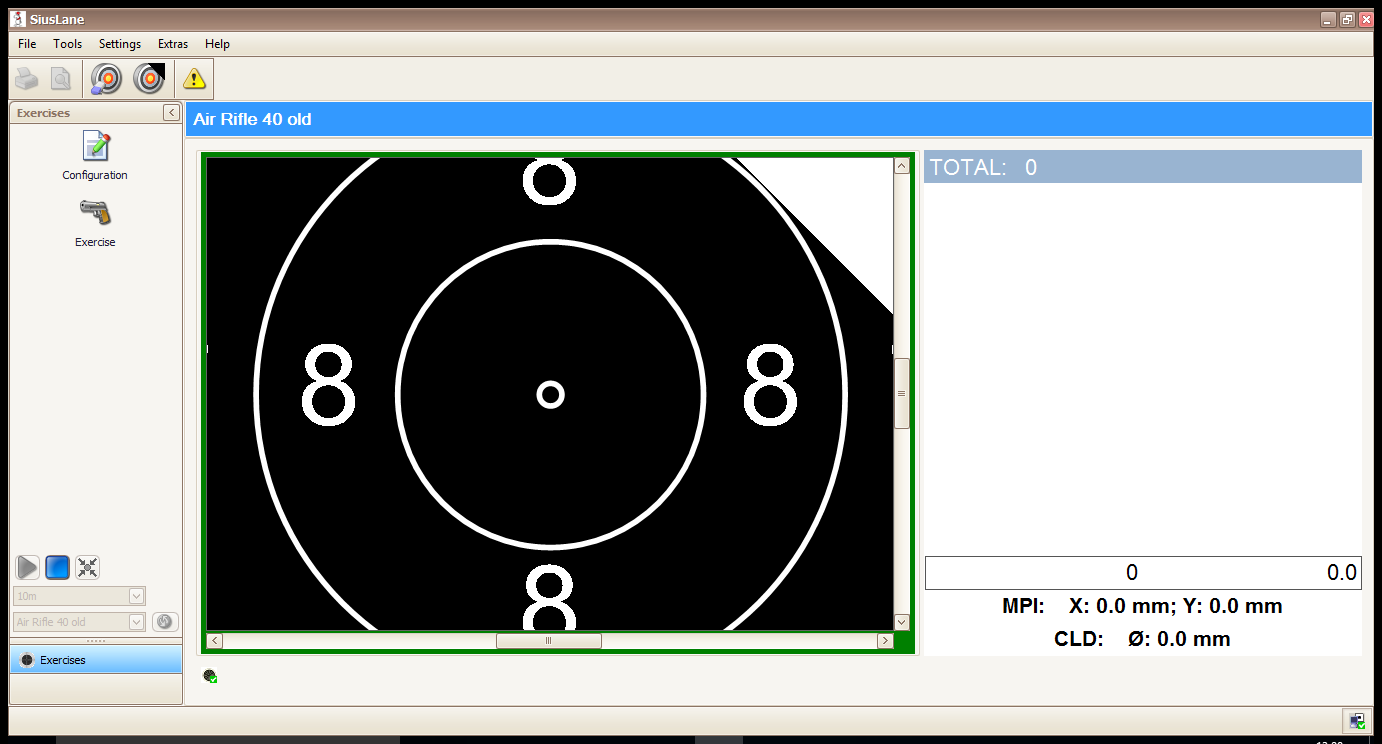 SiusLane
File Tools Settings Extras Help
Exercises
Configuration
Exercise
10m
Air Rifle 40 old
Exercises
Air Rifle 40 old
8
8 8
8
TOTAL: 0
0 0.0
MPI: X: 0.0 mm; Y: 0.0 mm
CLD: Ø: 0.0 mm